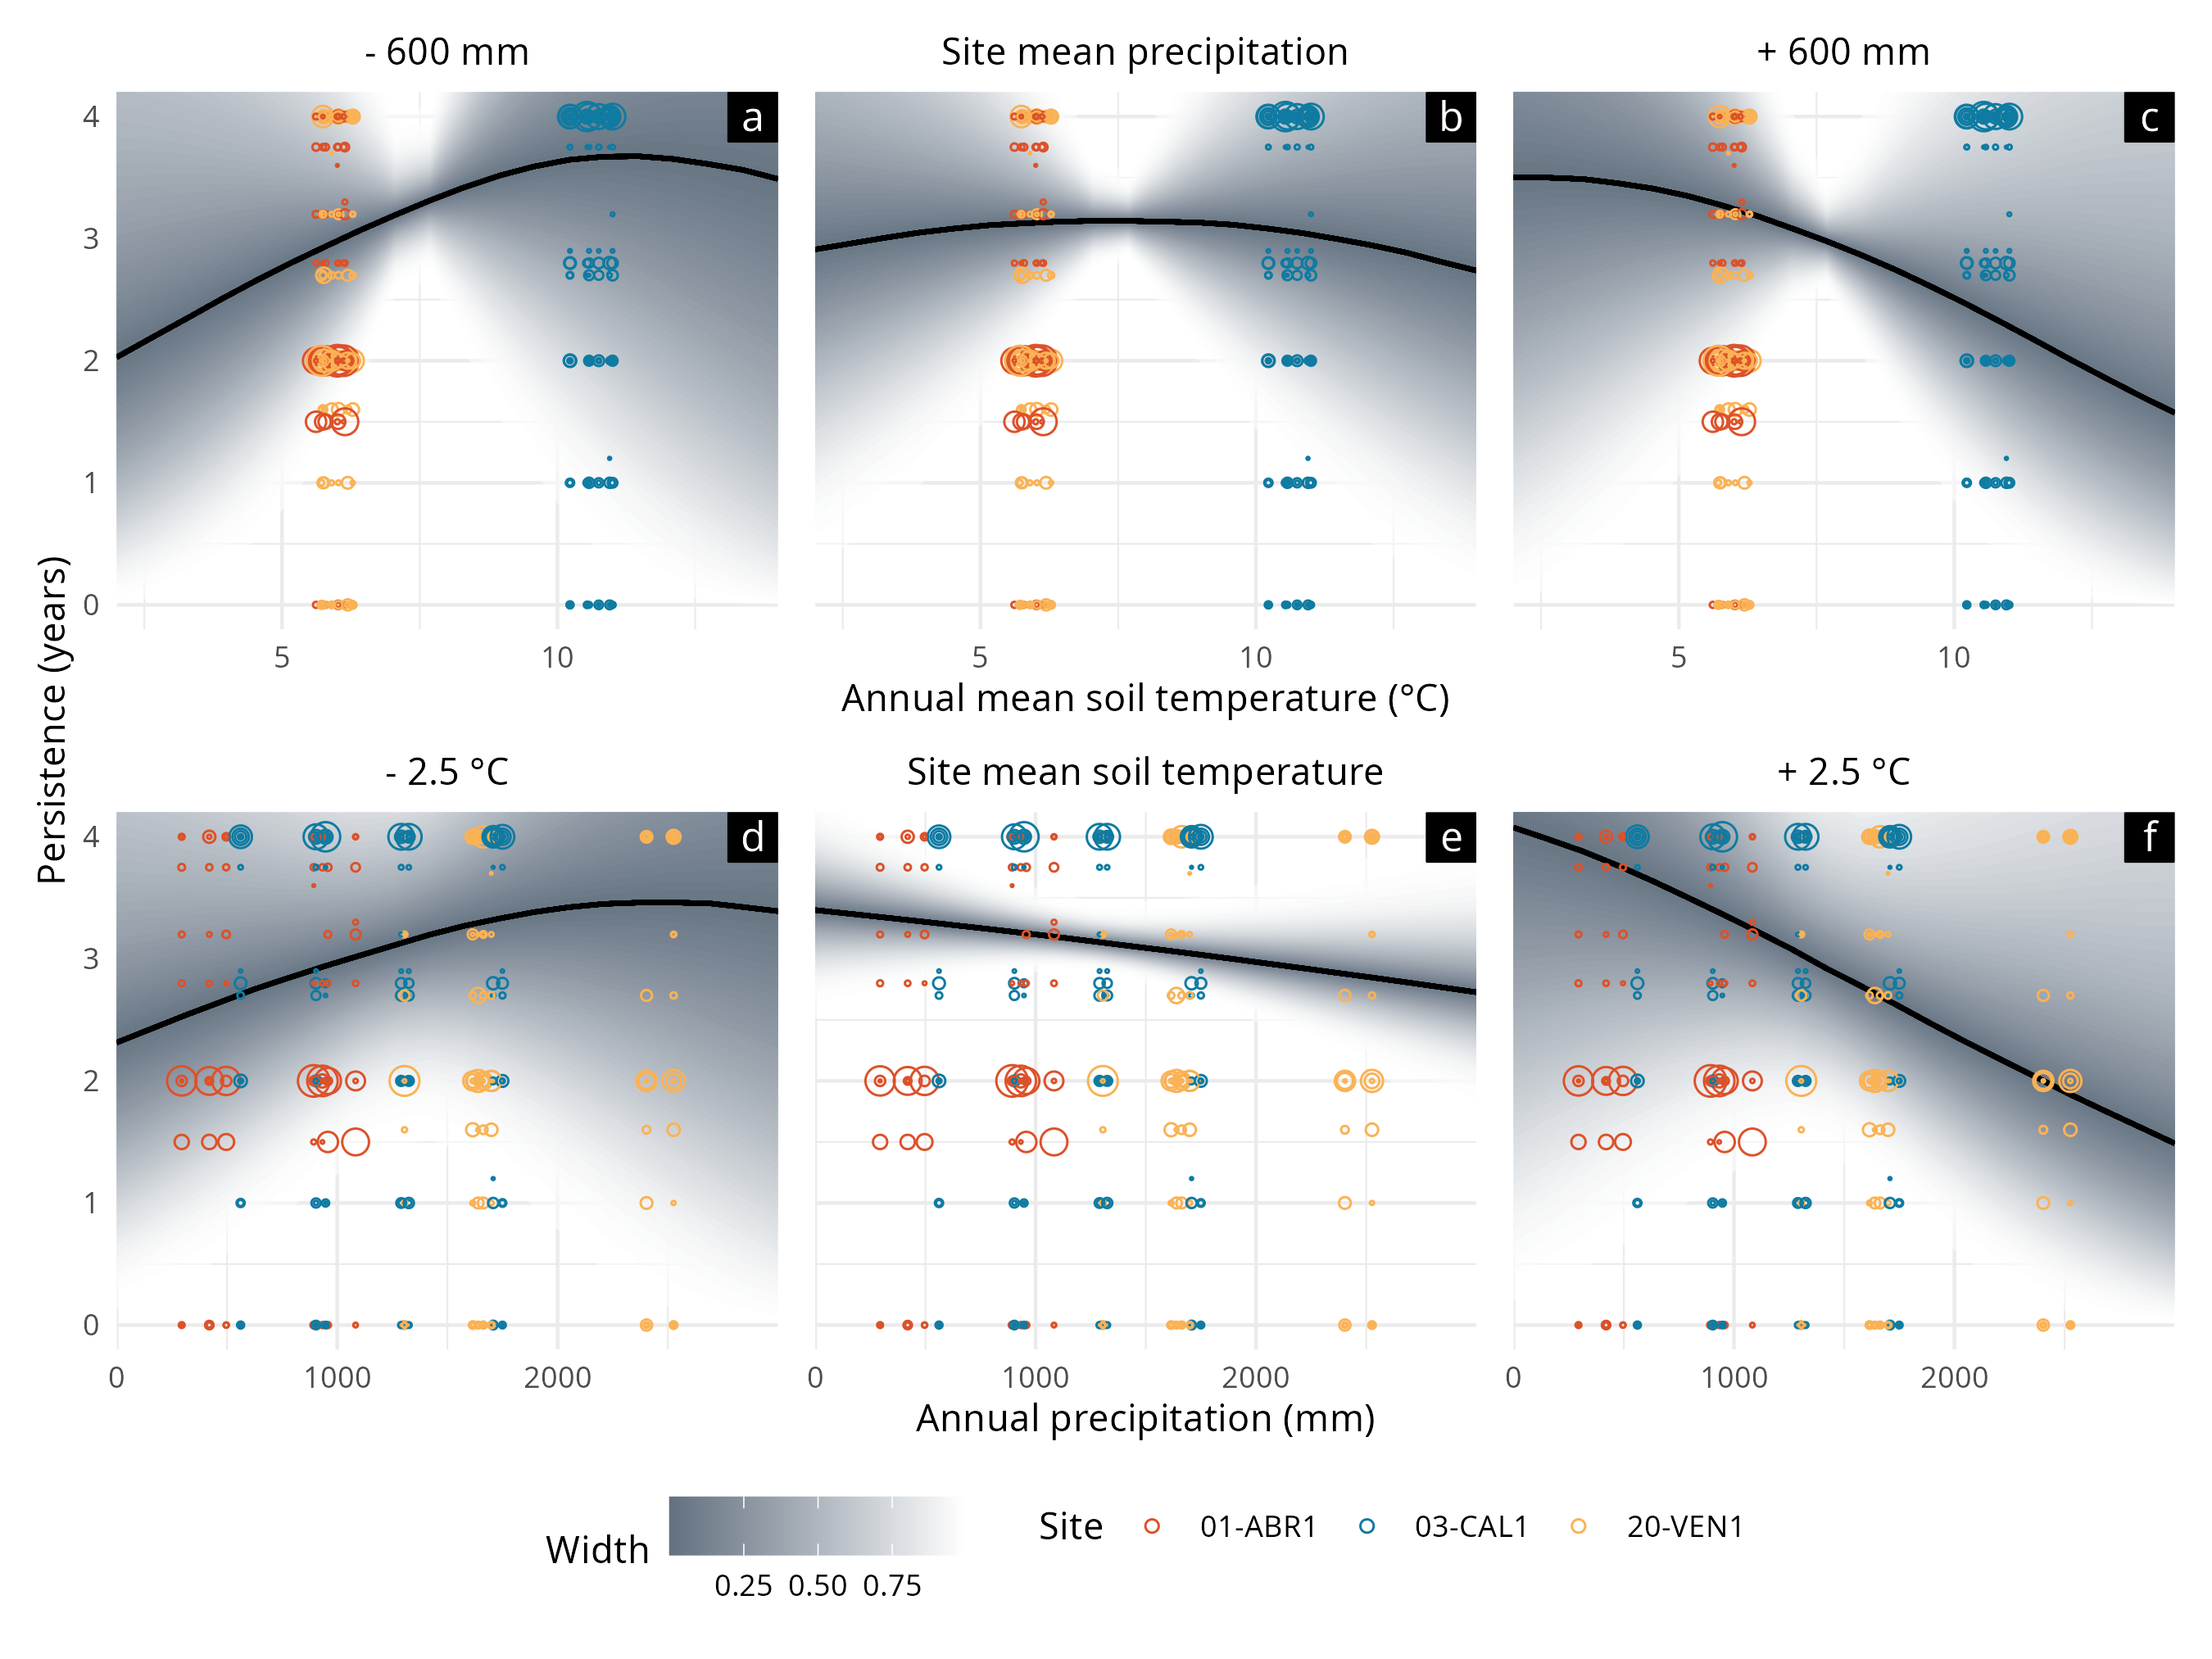 - 600 mm
Site mean precipitation
+ 600 mm
a
b
c
4
3
2
1
0
5
10
5
10
5
10
Annual mean soil temperature (°C)
Persistence (years)
- 2.5 °C
Site mean soil temperature
+ 2.5 °C
d
e
f
4
3
2
1
0
0
1000
2000
0
1000
2000
0
1000
2000
Annual precipitation (mm)
Width
0.25 0.50 0.75
Site
01-ABR1
03-CAL1
20-VEN1